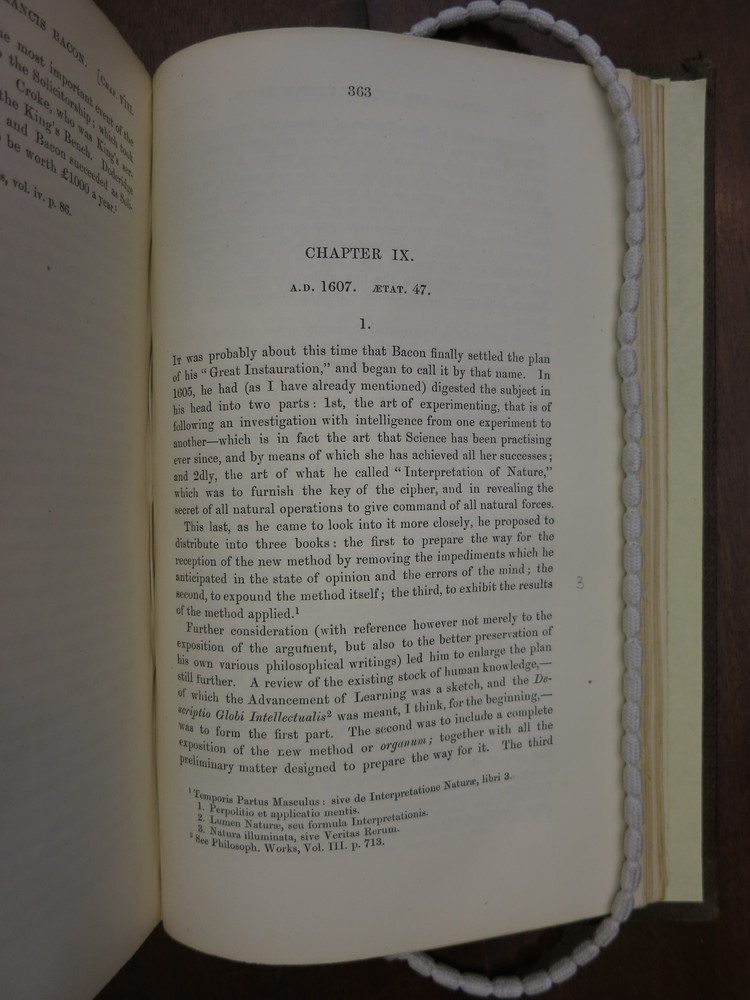 RANCIS BACON. [CHAP. VIII.
e most important event of the
the Solicitorship; which took
Croke, who was King's ser-
the King's Bench. Doderidge
and Bacon succeeded as Soli-
be worth £1000 a year.¹
s, vol. iv. p. 86.
363
CHAPTER IX.
A.D. 1607. ÆTAT. 47.
1.
IT was probably about this time that Bacon finally settled the plan
of his “Great Instauration,” and began to call it by that name. In
1605, he had (as I have already mentioned) digested the subject in
his head into two parts: 1st, the art of experimenting, that is of
following an investigation with intelligence from one experiment to
another—which is in fact the art that Science has been practising
ever since, and by means of which she has achieved all her successes;
and 2dly, the art of what he called “Interpretation of Nature,”
which was to furnish the key of the cipher, and in revealing the
secret of all natural operations to give command of all natural forces.
This last, as he came to look into it more closely, he proposed to
distribute into three books: the first to prepare the way for the
reception of the new method by removing the impediments which he
anticipated in the state of opinion and the errors of the mind; the
second, to expound the method itself; the third, to exhibit the results
of the method applied.¹
3
Further consideration (with reference however not merely to the
exposition of the argument, but also to the better preservation of
his own various philosophical writings) led him to enlarge the plan
still further. A review of the existing stock of human knowledge,—
of which the Advancement of Learning was a sketch, and the De-
scriptio Globi Intellectualis² was meant, I think, for the beginning,—
was to form the first part. The second was to include a complete
exposition of the new method or organum; together with all the
preliminary matter designed to prepare the way for it. The third
¹ Temporis Partus Masculus: sive de Interpretatione Naturæ, libri 3.
1. Perpolitio et applicatio mentis.
2. Lumen Naturæ, seu formula Interpretationis.
3. Natura illuminata, sive Veritas Rerum.
² See Philosoph. Works, Vol. III. p. 713.